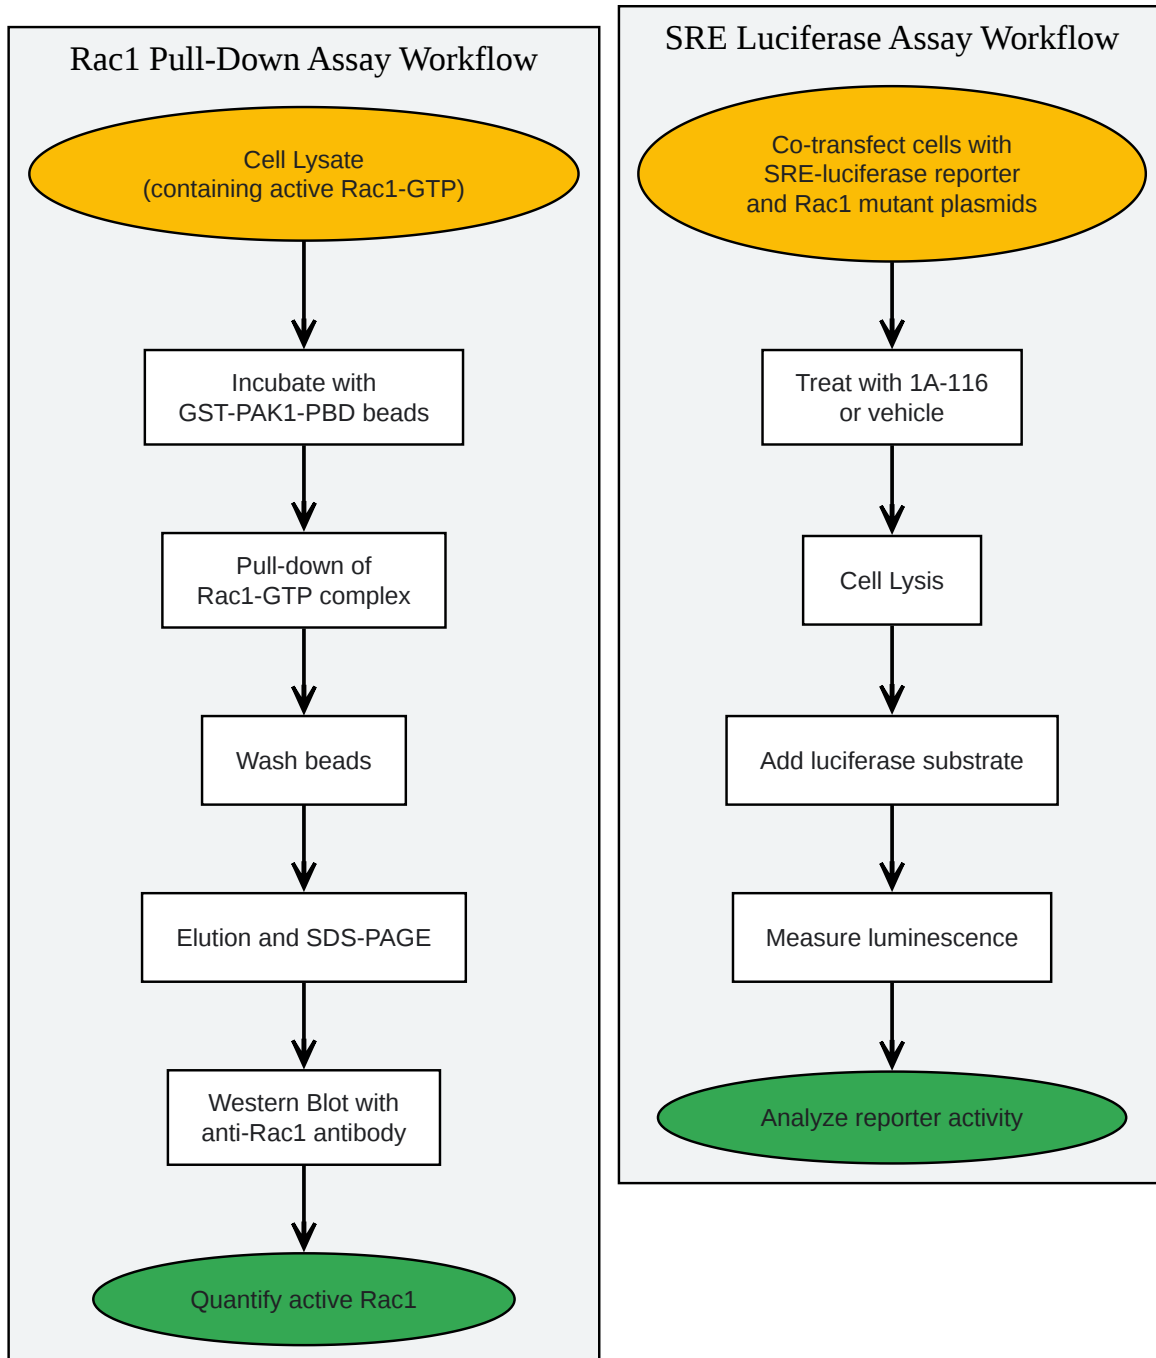 Rac1 Pull-Down Assay Workflow
Cell Lysate
(containing active Rac1-GTP)
Incubate with
GST-PAK1-PBD beads
Pull-down of
Rac1-GTP complex
Wash beads
Elution and SDS-PAGE
Western Blot with
anti-Rac1 antibody
Quantify active Rac1
SRE Luciferase Assay Workflow
Co-transfect cells with
SRE-luciferase reporter
and Rac1 mutant plasmids
Treat with 1A-116
or vehicle
Cell Lysis
Add luciferase substrate
Measure luminescence
Analyze reporter activity